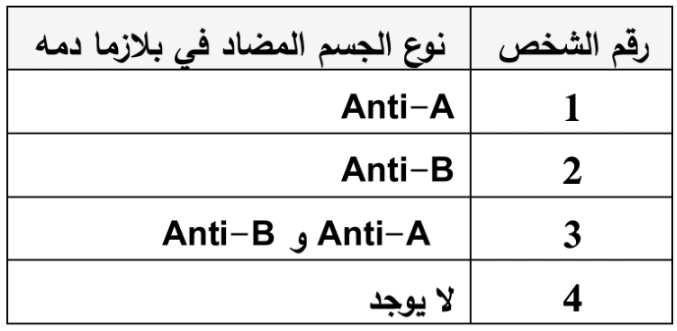 رقم الشخص نوع الجسم المضاد في بلازما دمه
1 Anti-A
2 Anti-B
3 Anti-A و Anti-B
4 لا يوجد